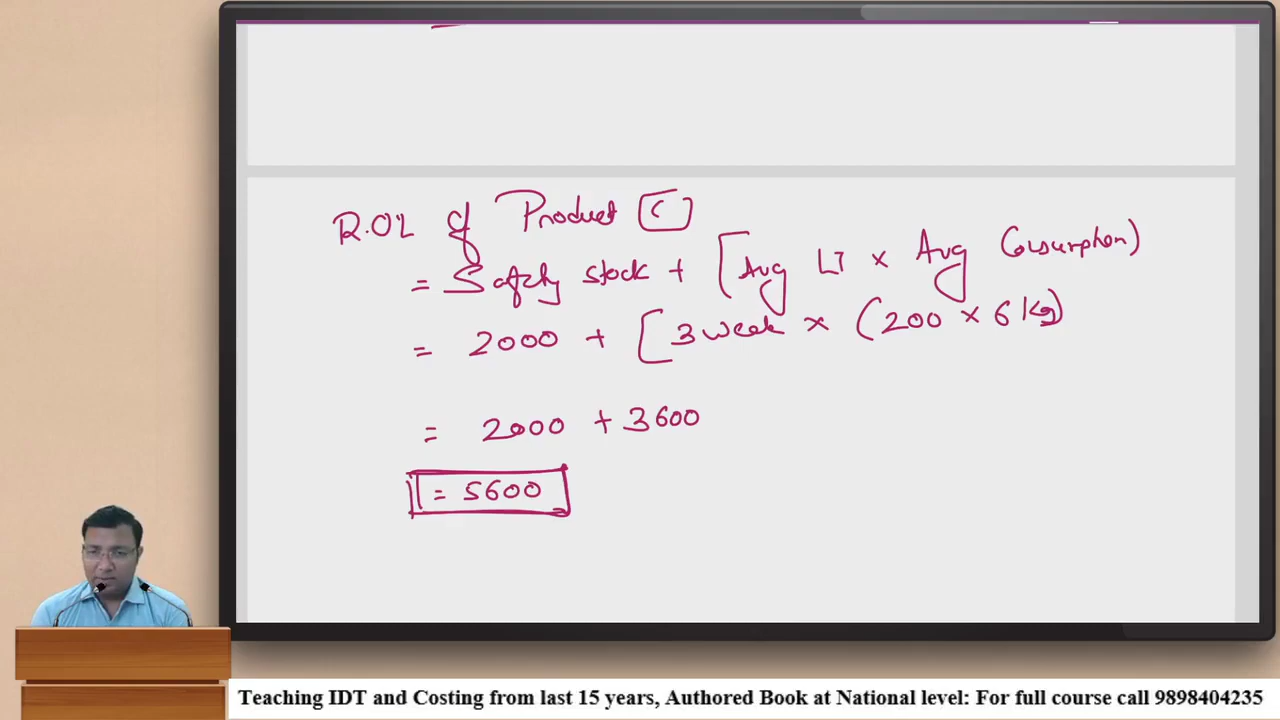 R.OL of Product [C]
= Safety stock + [Avg LT × Avg Consumption)
= 2000 + [3 week × (200 × 6 Kg)
= 2000 + 3600
= 5600
Teaching IDT and Costing from last 15 years, Authored Book at National level: For full course call 9898404235